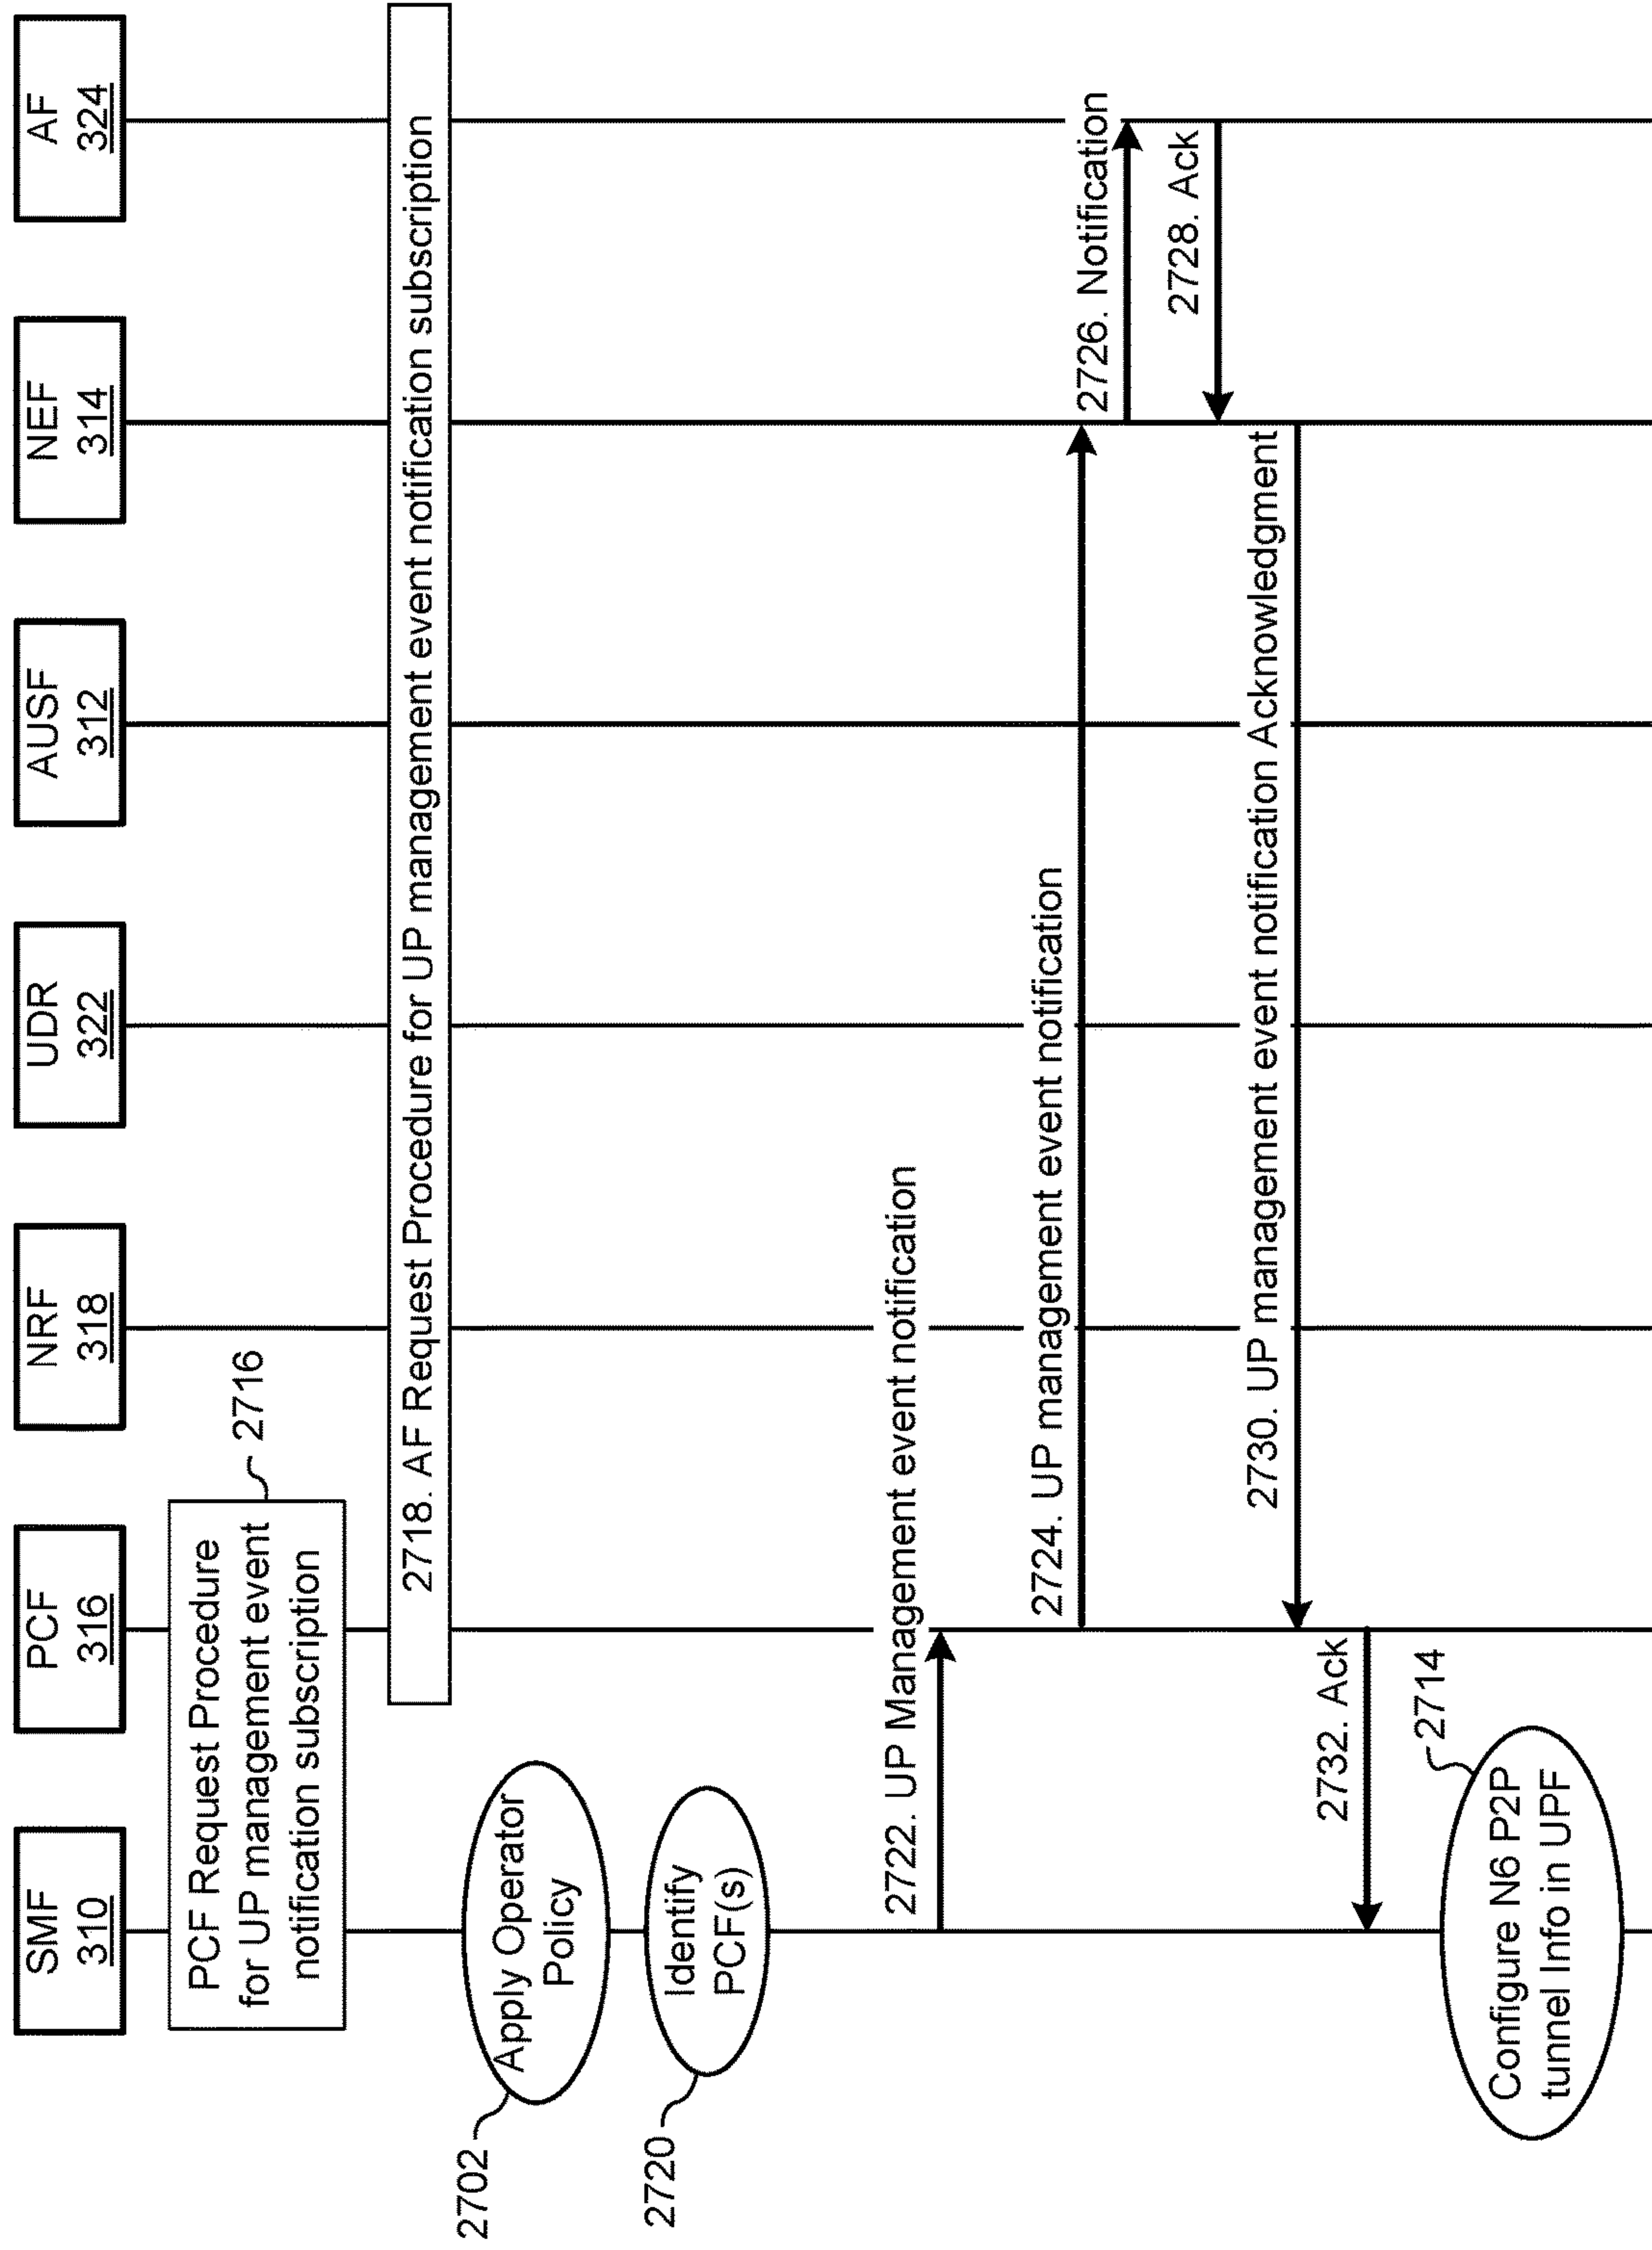 SMF
310
PCF
316
NRF
318
UDR
322
AUSF
312
NEF
314
AF
324
PCF Request Procedure
for UP management event
notification subscription
2716
2718. AF Request Procedure for UP management event notification subscription
2702
Apply Operator
Policy
2720
Identify
PCF(s)
2722. UP Management event notification
2724. UP management event notification
2726. Notification
2728. Ack
2730. UP management event notification Acknowledgment
2732. Ack
2714
Configure N6 P2P
tunnel Info in UPF